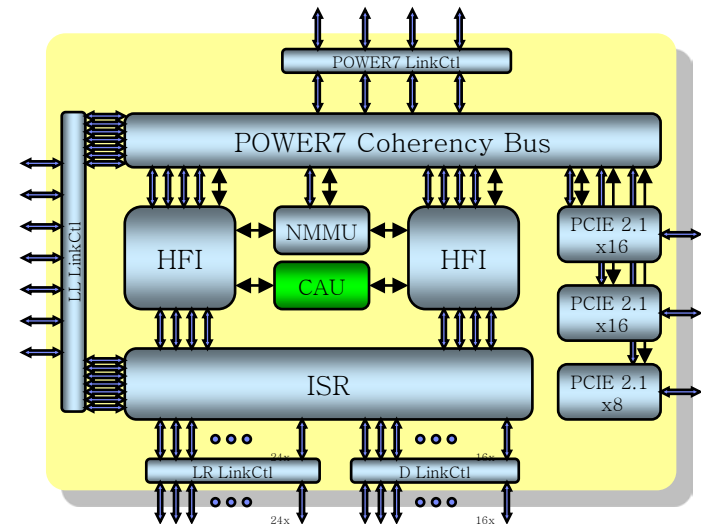 POWER7 LinkCtl
POWER7 Coherency Bus
LL LinkCtl
HFI
NMMU
HFI
CAU
PCIE 2.1
x16
PCIE 2.1
x16
PCIE 2.1
x8
ISR
24x
16x
LR LinkCtl
D LinkCtl
24x
16x